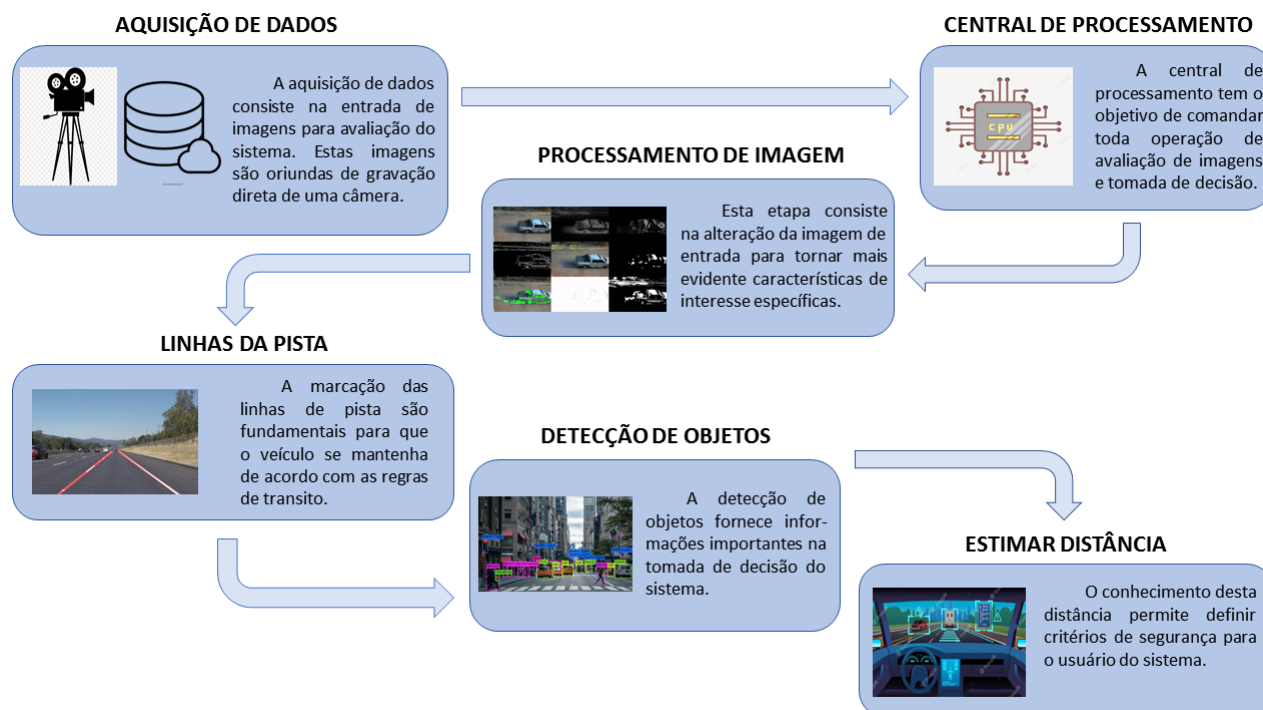 AQUISIÇÃO DE DADOS
A aquisição de dados
consiste na entrada de
imagens para avaliação do
sistema. Estas imagens
são oriundas de gravação
direta de uma câmera.
CENTRAL DE PROCESSAMENTO
cpu
A central de
processamento tem o
objetivo de comandar
toda operação de
avaliação de imagens
e tomada de decisão.
PROCESSAMENTO DE IMAGEM
Esta etapa consiste
na alteração da imagem de
entrada para tornar mais
evidente características de
interesse específicas.
LINHAS DA PISTA
A marcação das
linhas de pista são
fundamentais para que
o veículo se mantenha
de acordo com as regras
de transito.
DETECÇÃO DE OBJETOS
A detecção de
objetos fornece infor-
mações importantes na
tomada de decisão do
sistema.
ESTIMAR DISTÂNCIA
O conhecimento desta
distância permite definir
critérios de segurança para
o usuário do sistema.